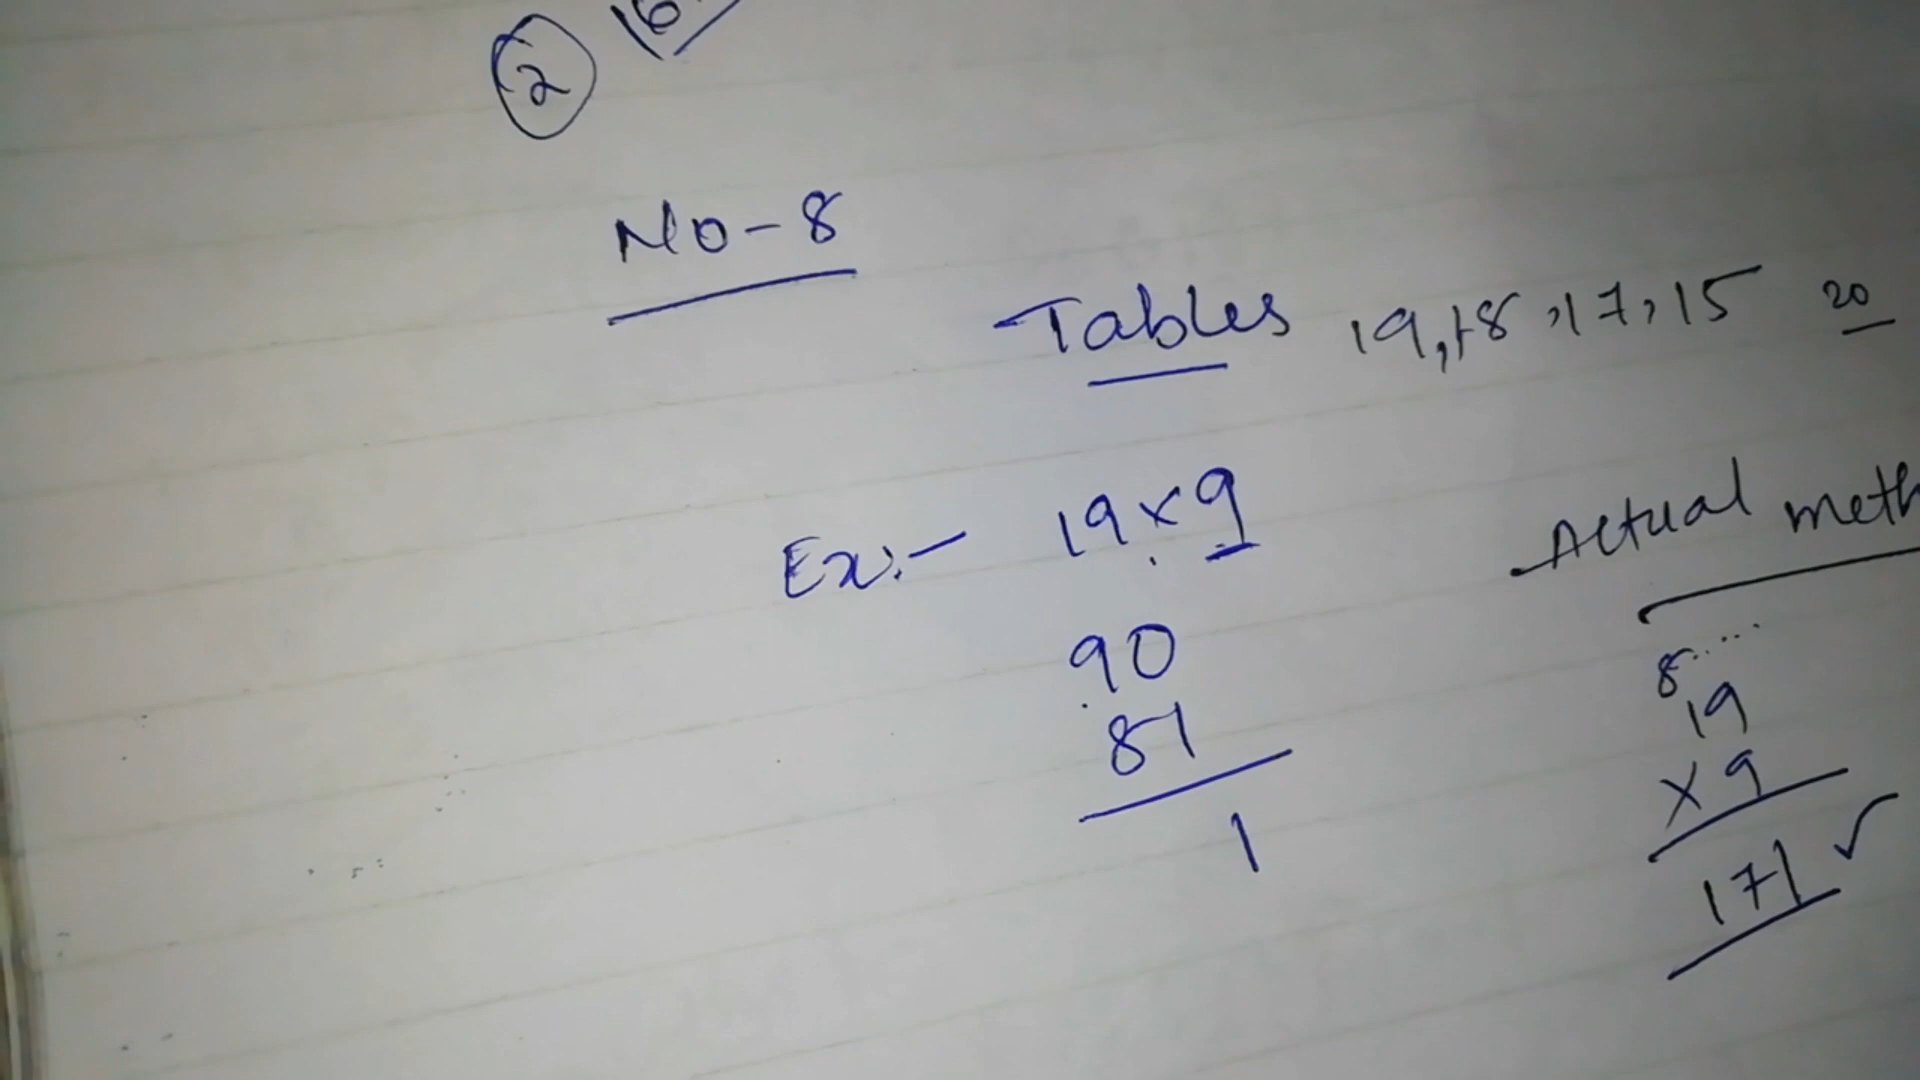 2 16
No-8
Tables 19,18,17,15 20
Ex:- 19×9
90
81
1
Actual meth
8
19
×9
171 ✓